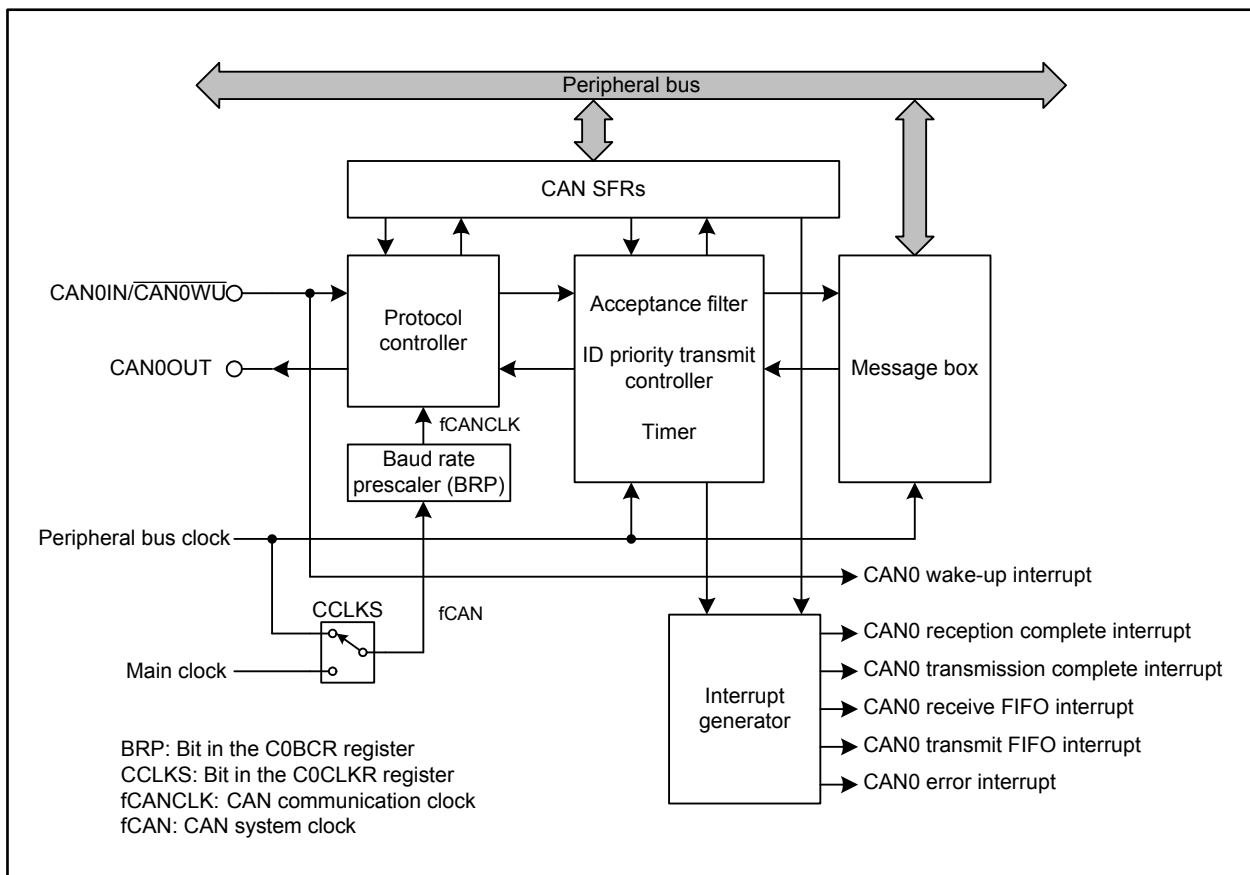 Peripheral bus
CAN SFRs
CAN0IN/CAN0WU
CAN0OUT
Protocol
controller
Acceptance filter
ID priority transmit
controller
Timer
Message box
fCANCLK
Baud rate
prescaler (BRP)
Peripheral bus clock
CCLKS
fCAN
Main clock
CAN0 wake-up interrupt
Interrupt
generator
CAN0 reception complete interrupt
CAN0 transmission complete interrupt
CAN0 receive FIFO interrupt
CAN0 transmit FIFO interrupt
CAN0 error interrupt
BRP: Bit in the C0BCR register
CCLKS: Bit in the C0CLKR register
fCANCLK: CAN communication clock
fCAN: CAN system clock